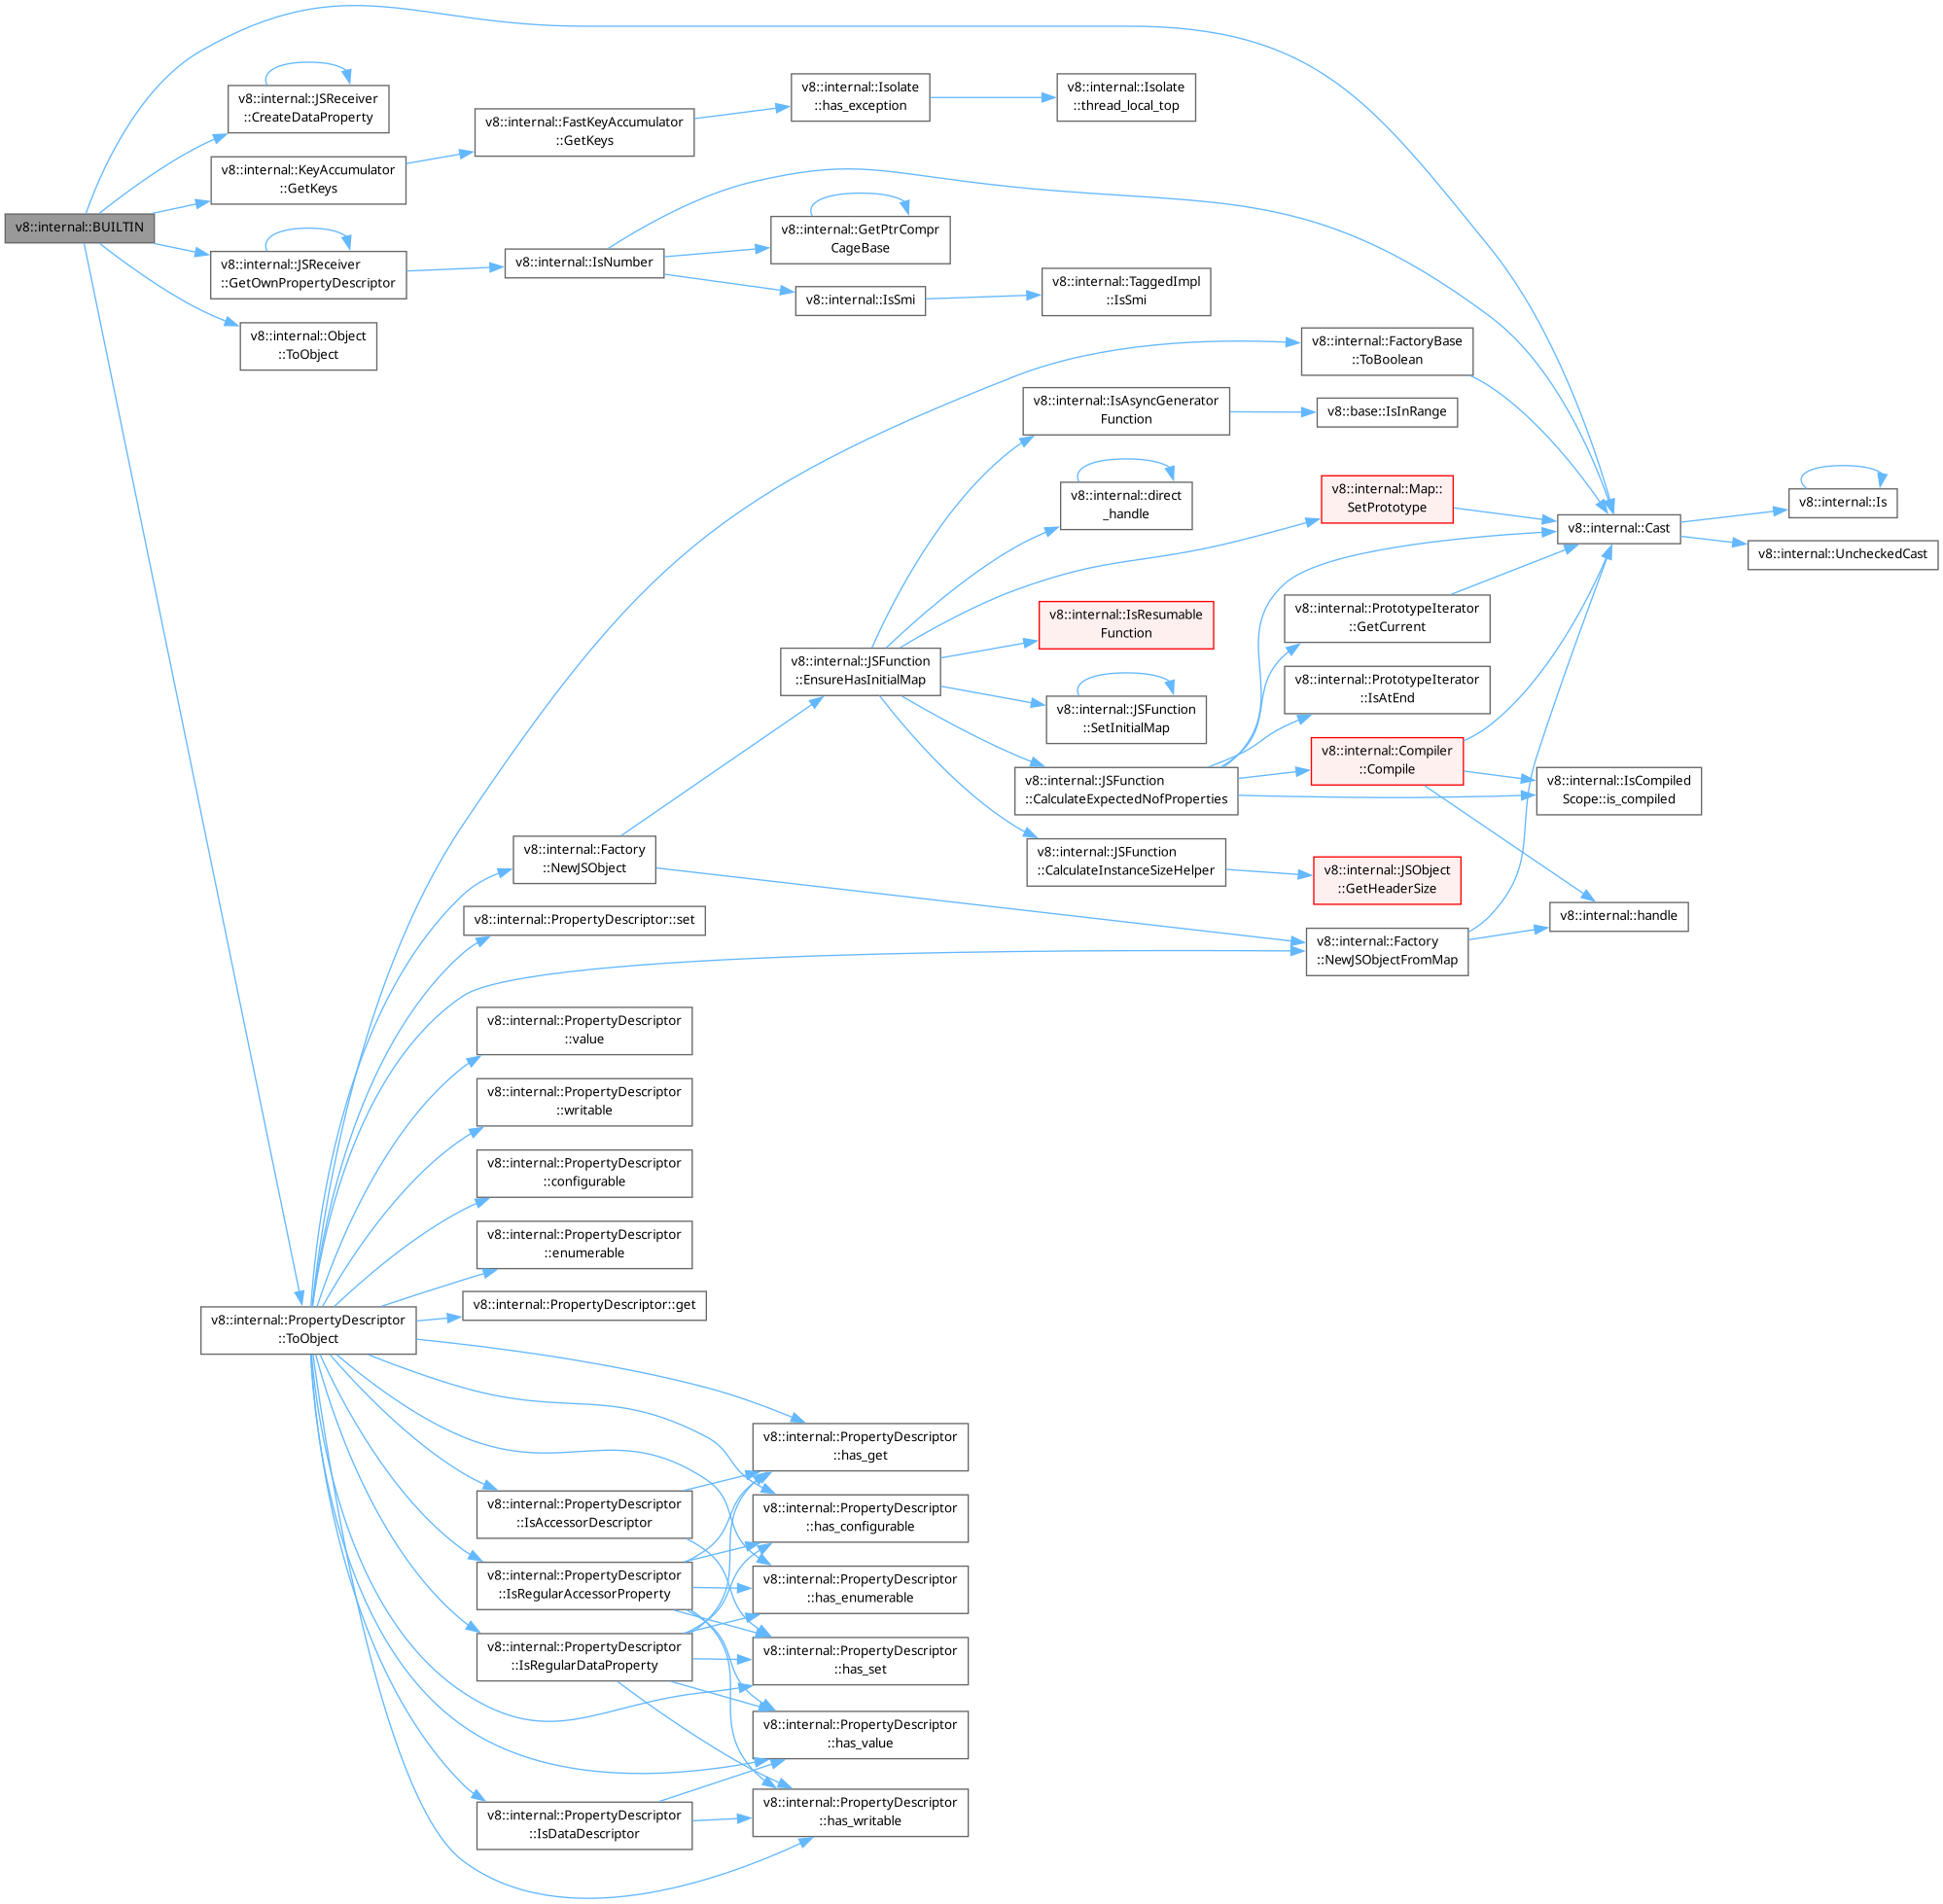 v8::internal::BUILTIN
v8::internal::JSReceiver
::CreateDataProperty
v8::internal::KeyAccumulator
::GetKeys
v8::internal::JSReceiver
::GetOwnPropertyDescriptor
v8::internal::Object
::ToObject
v8::internal::FastKeyAccumulator
::GetKeys
v8::internal::Isolate
::has_exception
v8::internal::Isolate
::thread_local_top
v8::internal::IsNumber
v8::internal::GetPtrCompr
CageBase
v8::internal::IsSmi
v8::internal::TaggedImpl
::IsSmi
v8::internal::FactoryBase
::ToBoolean
v8::internal::IsAsyncGenerator
Function
v8::base::IsInRange
v8::internal::direct
_handle
v8::internal::Map::
SetPrototype
v8::internal::Cast
v8::internal::Is
v8::internal::UncheckedCast
v8::internal::IsResumable
Function
v8::internal::PrototypeIterator
::GetCurrent
v8::internal::JSFunction
::EnsureHasInitialMap
v8::internal::JSFunction
::SetInitialMap
v8::internal::PrototypeIterator
::IsAtEnd
v8::internal::JSFunction
::CalculateExpectedNofProperties
v8::internal::Compiler
::Compile
v8::internal::IsCompiled
Scope::is_compiled
v8::internal::Factory
::NewJSObject
v8::internal::JSFunction
::CalculateInstanceSizeHelper
v8::internal::JSObject
::GetHeaderSize
v8::internal::handle
v8::internal::PropertyDescriptor::set
v8::internal::Factory
::NewJSObjectFromMap
v8::internal::PropertyDescriptor
::value
v8::internal::PropertyDescriptor
::writable
v8::internal::PropertyDescriptor
::configurable
v8::internal::PropertyDescriptor
::enumerable
v8::internal::PropertyDescriptor::get
v8::internal::PropertyDescriptor
::ToObject
v8::internal::PropertyDescriptor
::has_get
v8::internal::PropertyDescriptor
::IsAccessorDescriptor
v8::internal::PropertyDescriptor
::has_configurable
v8::internal::PropertyDescriptor
::IsRegularAccessorProperty
v8::internal::PropertyDescriptor
::has_enumerable
v8::internal::PropertyDescriptor
::IsRegularDataProperty
v8::internal::PropertyDescriptor
::has_set
v8::internal::PropertyDescriptor
::has_value
v8::internal::PropertyDescriptor
::IsDataDescriptor
v8::internal::PropertyDescriptor
::has_writable